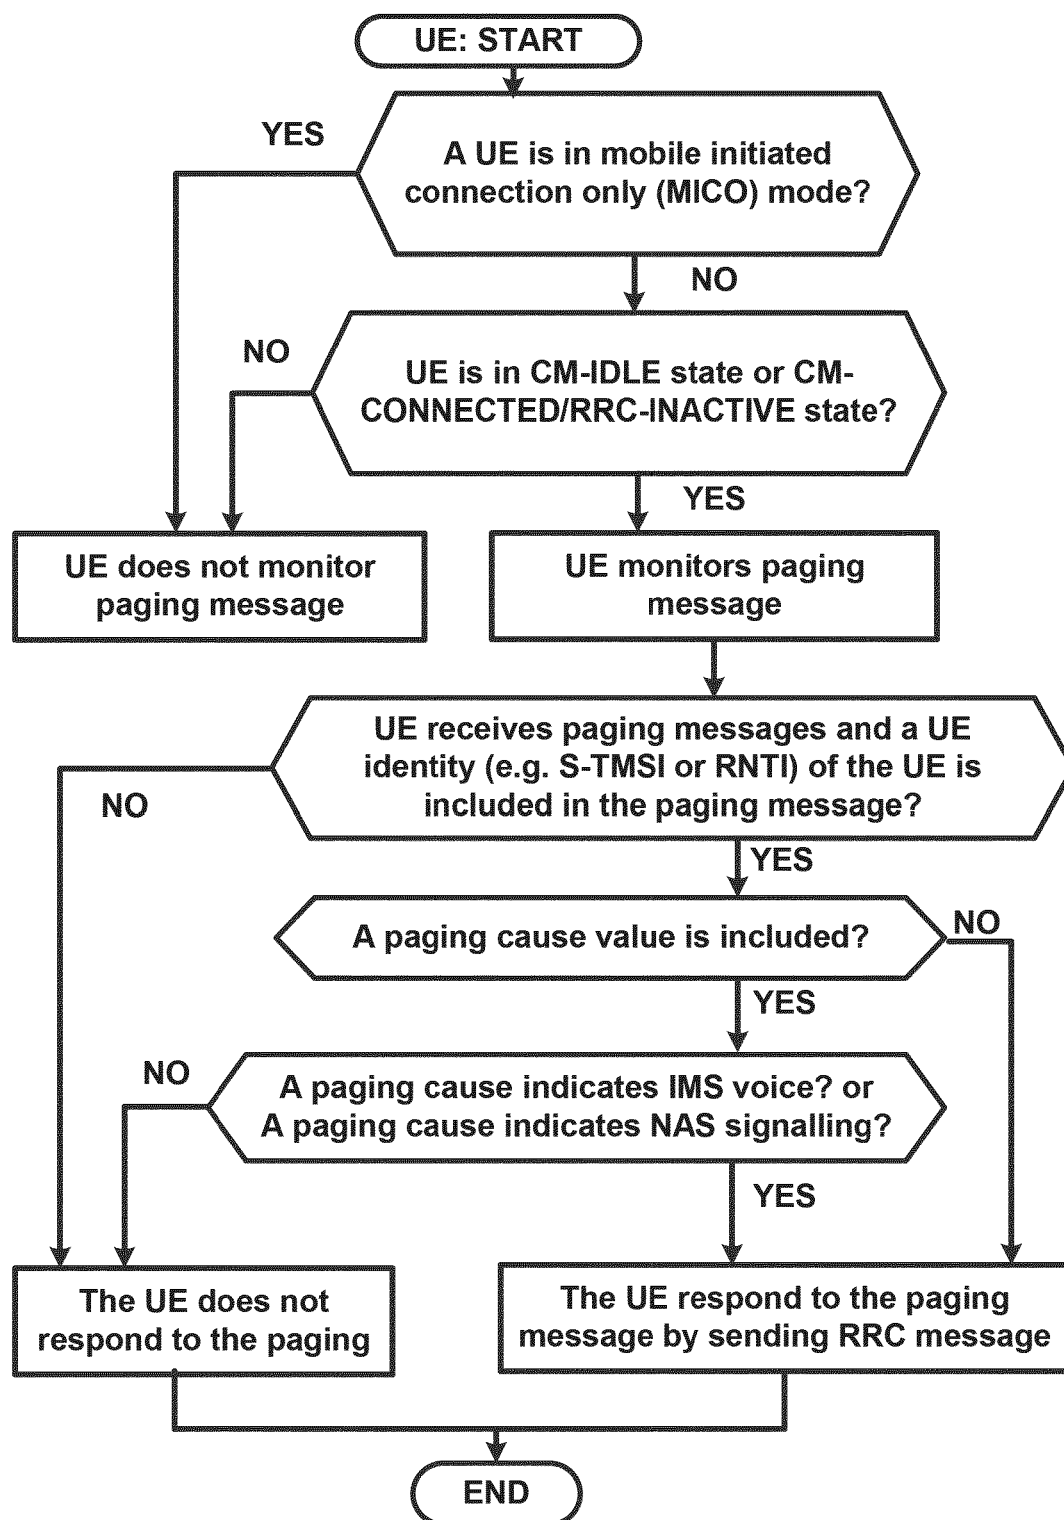 UE: START
YES
A UE is in mobile initiated
connection only (MICO) mode?
NO
NO
UE is in CM-IDLE state or CM-
CONNECTED/RRC-INACTIVE state?
YES
UE does not monitor
paging message
UE monitors paging
message
UE receives paging messages and a UE
identity (e.g. S-TMSI or RNTI) of the UE is
included in the paging message?
NO
YES
A paging cause value is included?
NO
YES
NO
A paging cause indicates IMS voice? or
A paging cause indicates NAS signalling?
YES
The UE does not
respond to the paging
The UE respond to the paging
message by sending RRC message
END